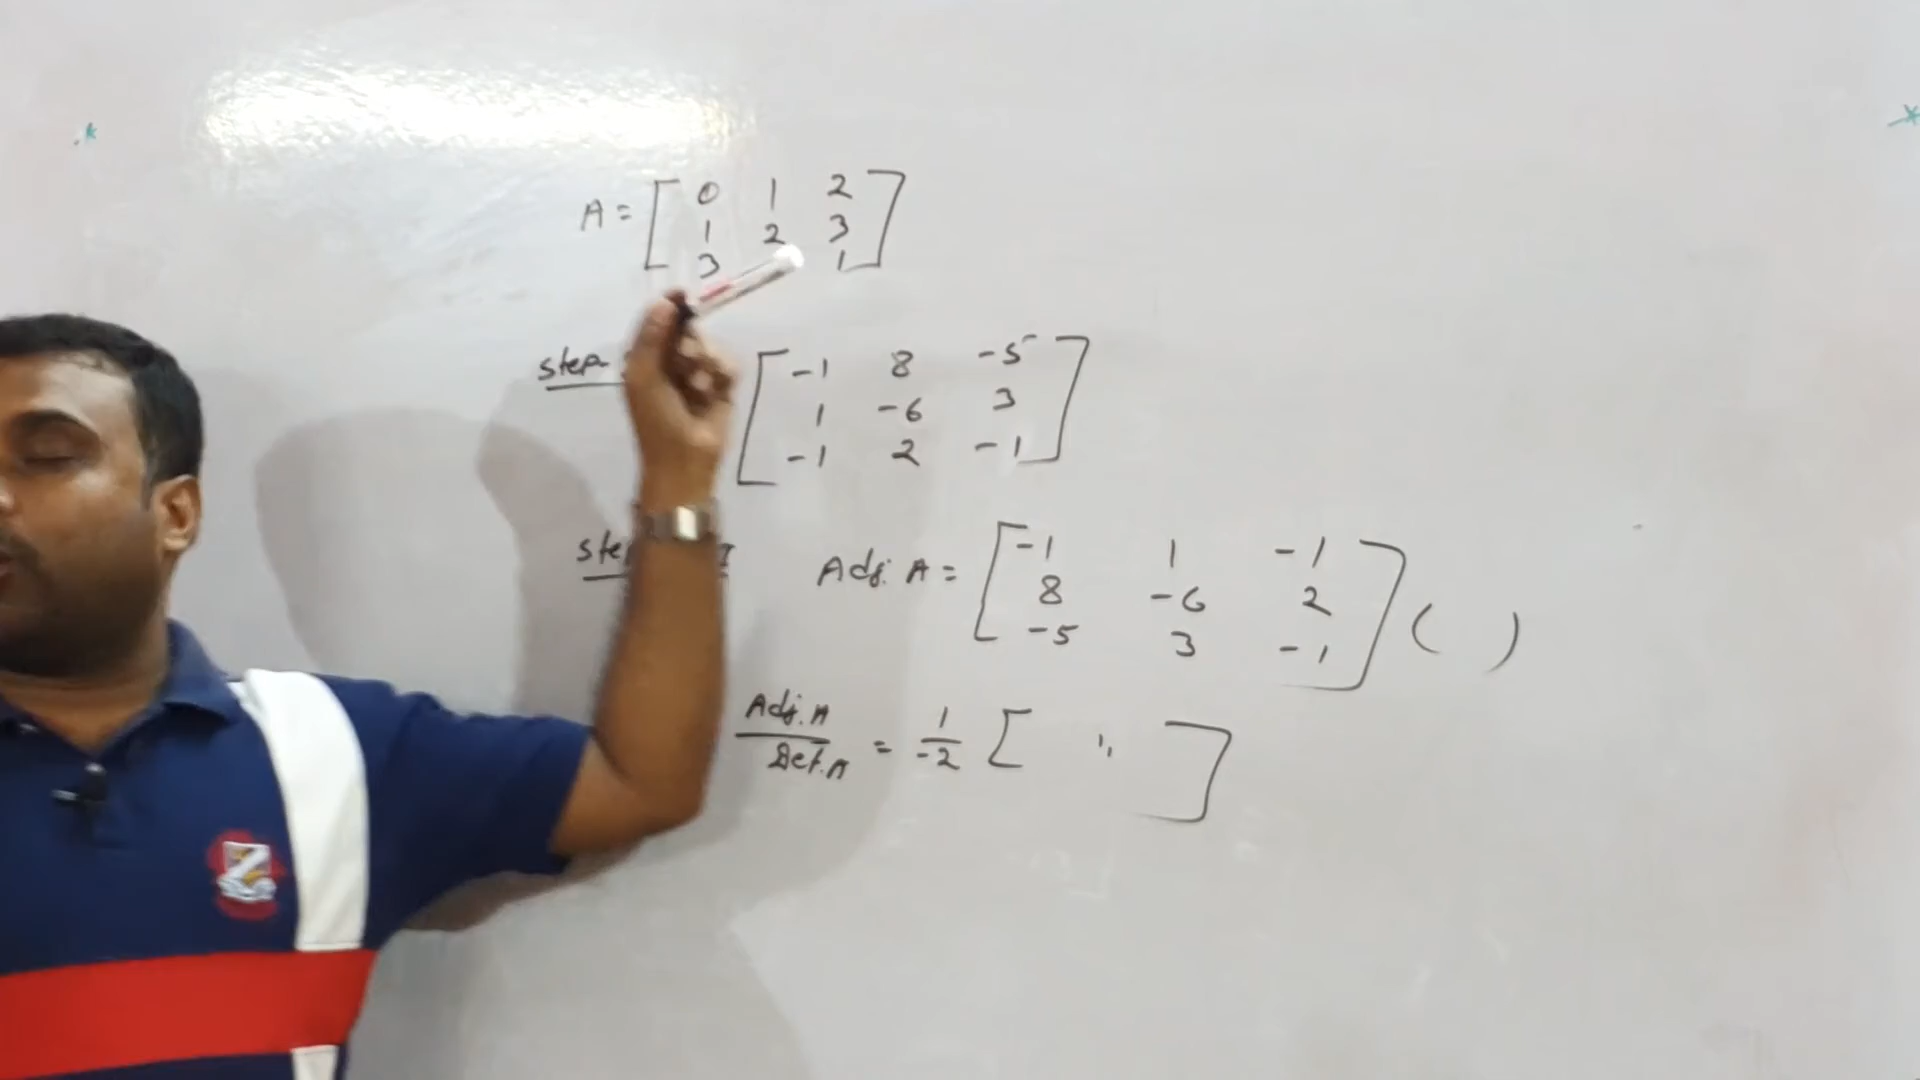 A = [ 0 1 2
1 2 3
3 1 ]
step
[ -1 8 -5
1 -6 3
-1 2 -1 ]
Adj. A = [ -1 1 -1
8 -6 2
-5 3 -1 ] ( )
Adj. A / Det. A = 1 / -2 [ " ]